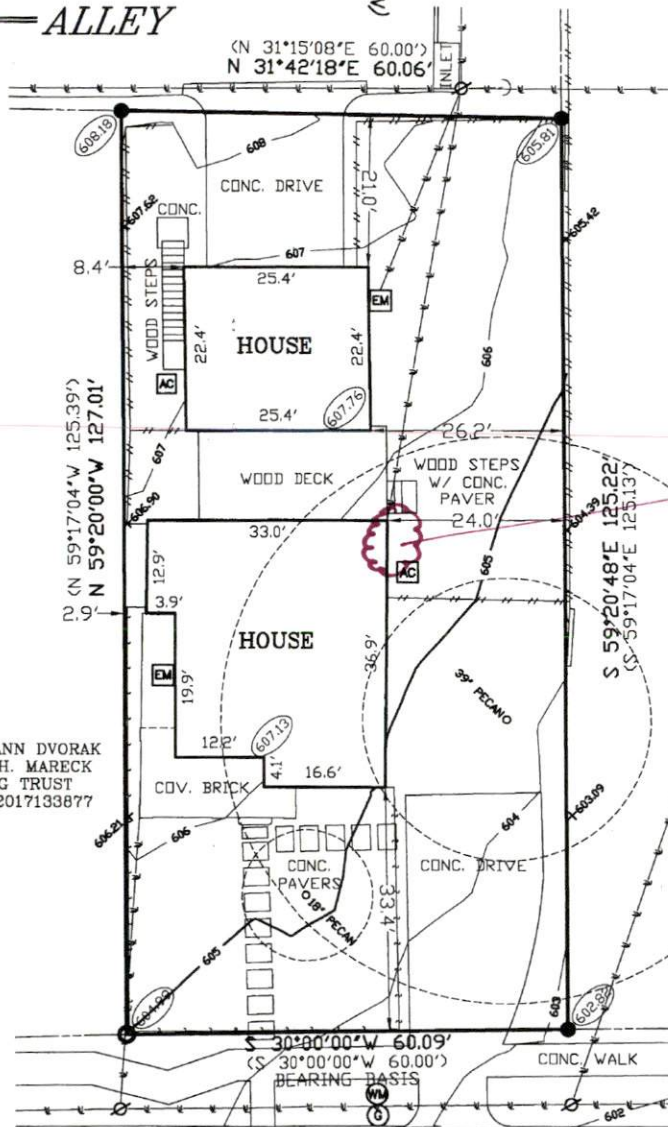 ALLEY
(N 31°15'08"E 60.00')
N 31°42'18"E 60.06'
INLET
608.18
605.81
608
CONC. DRIVE
21.0'
607.62
CONC.
605.42
607
8.4'
25.4'
WOOD STEPS
EM
22.4'
HOUSE
22.4'
606
AC
607.76
25.4'
26.2'
(N 59°17'04"W 125.39')
N 59°20'00"W 127.01'
607
WOOD DECK
WOOD STEPS
W/ CONC.
PAVER
606.90
33.0'
24.0'
604.39
S 59°20'48"E 125.22'
(S 59°17'04"E 125.13')
12.9'
605
AC
3.9'
2.9'
HOUSE
36.9'
EM
19.9'
39" PECAN
607.13
12.2'
4.1'
16.6'
ANN DVORAK
H. MARECK
G TRUST
2017133877
COV. BRICK
606.21
606
604
603.09
CONC.
PAVERS
CONC. DRIVE
18" PECAN
33.4'
605
604.99
603
602.82
S 30°00'00"W 60.09'
(S 30°00'00"W 60.00')
BEARING BASIS
CONC. WALK
WM
G
602